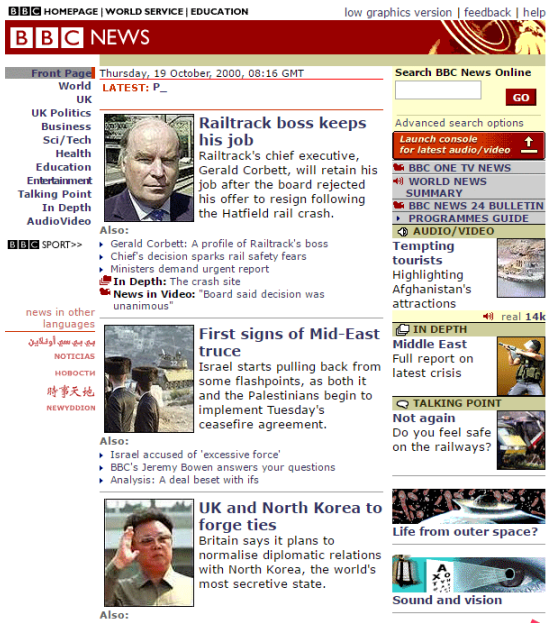 BBC HOMEPAGE | WORLD SERVICE | EDUCATION
low graphics version | feedback | help
BBC NEWS
Front Page
World
UK
UK Politics
Business
Sci/Tech
Health
Education
Entertainment
Talking Point
In Depth
AudioVideo
BBC SPORT>>
news in other
languages
بی بی سی آنلاین
NOTICIAS
НОВОСТИ
時事天地
NEWYDDION
Thursday, 19 October, 2000, 08:16 GMT
LATEST: P_
Railtrack boss keeps
his job
Railtrack's chief executive,
Gerald Corbett, will retain his
job after the board rejected
his offer to resign following
the Hatfield rail crash.
Also:
Gerald Corbett: A profile of Railtrack's boss
Chief's decision sparks rail safety fears
Ministers demand urgent report
In Depth: The crash site
News in Video: "Board said decision was
unanimous"
First signs of Mid-East
truce
Israel starts pulling back from
some flashpoints, as both it
and the Palestinians begin to
implement Tuesday's
ceasefire agreement.
Also:
Israel accused of 'excessive force'
BBC's Jeremy Bowen answers your questions
Analysis: A deal beset with ifs
UK and North Korea to
forge ties
Britain says it plans to
normalise diplomatic relations
with North Korea, the world's
most secretive state.
Also:
Search BBC News Online
GO
Advanced search options
Launch console
for latest audio/video
BBC ONE TV NEWS
WORLD NEWS
SUMMARY
BBC NEWS 24 BULLETIN
PROGRAMMES GUIDE
AUDIO/VIDEO
Tempting
tourists
Highlighting
Afghanistan's
attractions
real 14k
IN DEPTH
Middle East
Full report on
latest crisis
TALKING POINT
Not again
Do you feel safe
on the railways?
Life from outer space?
Sound and vision